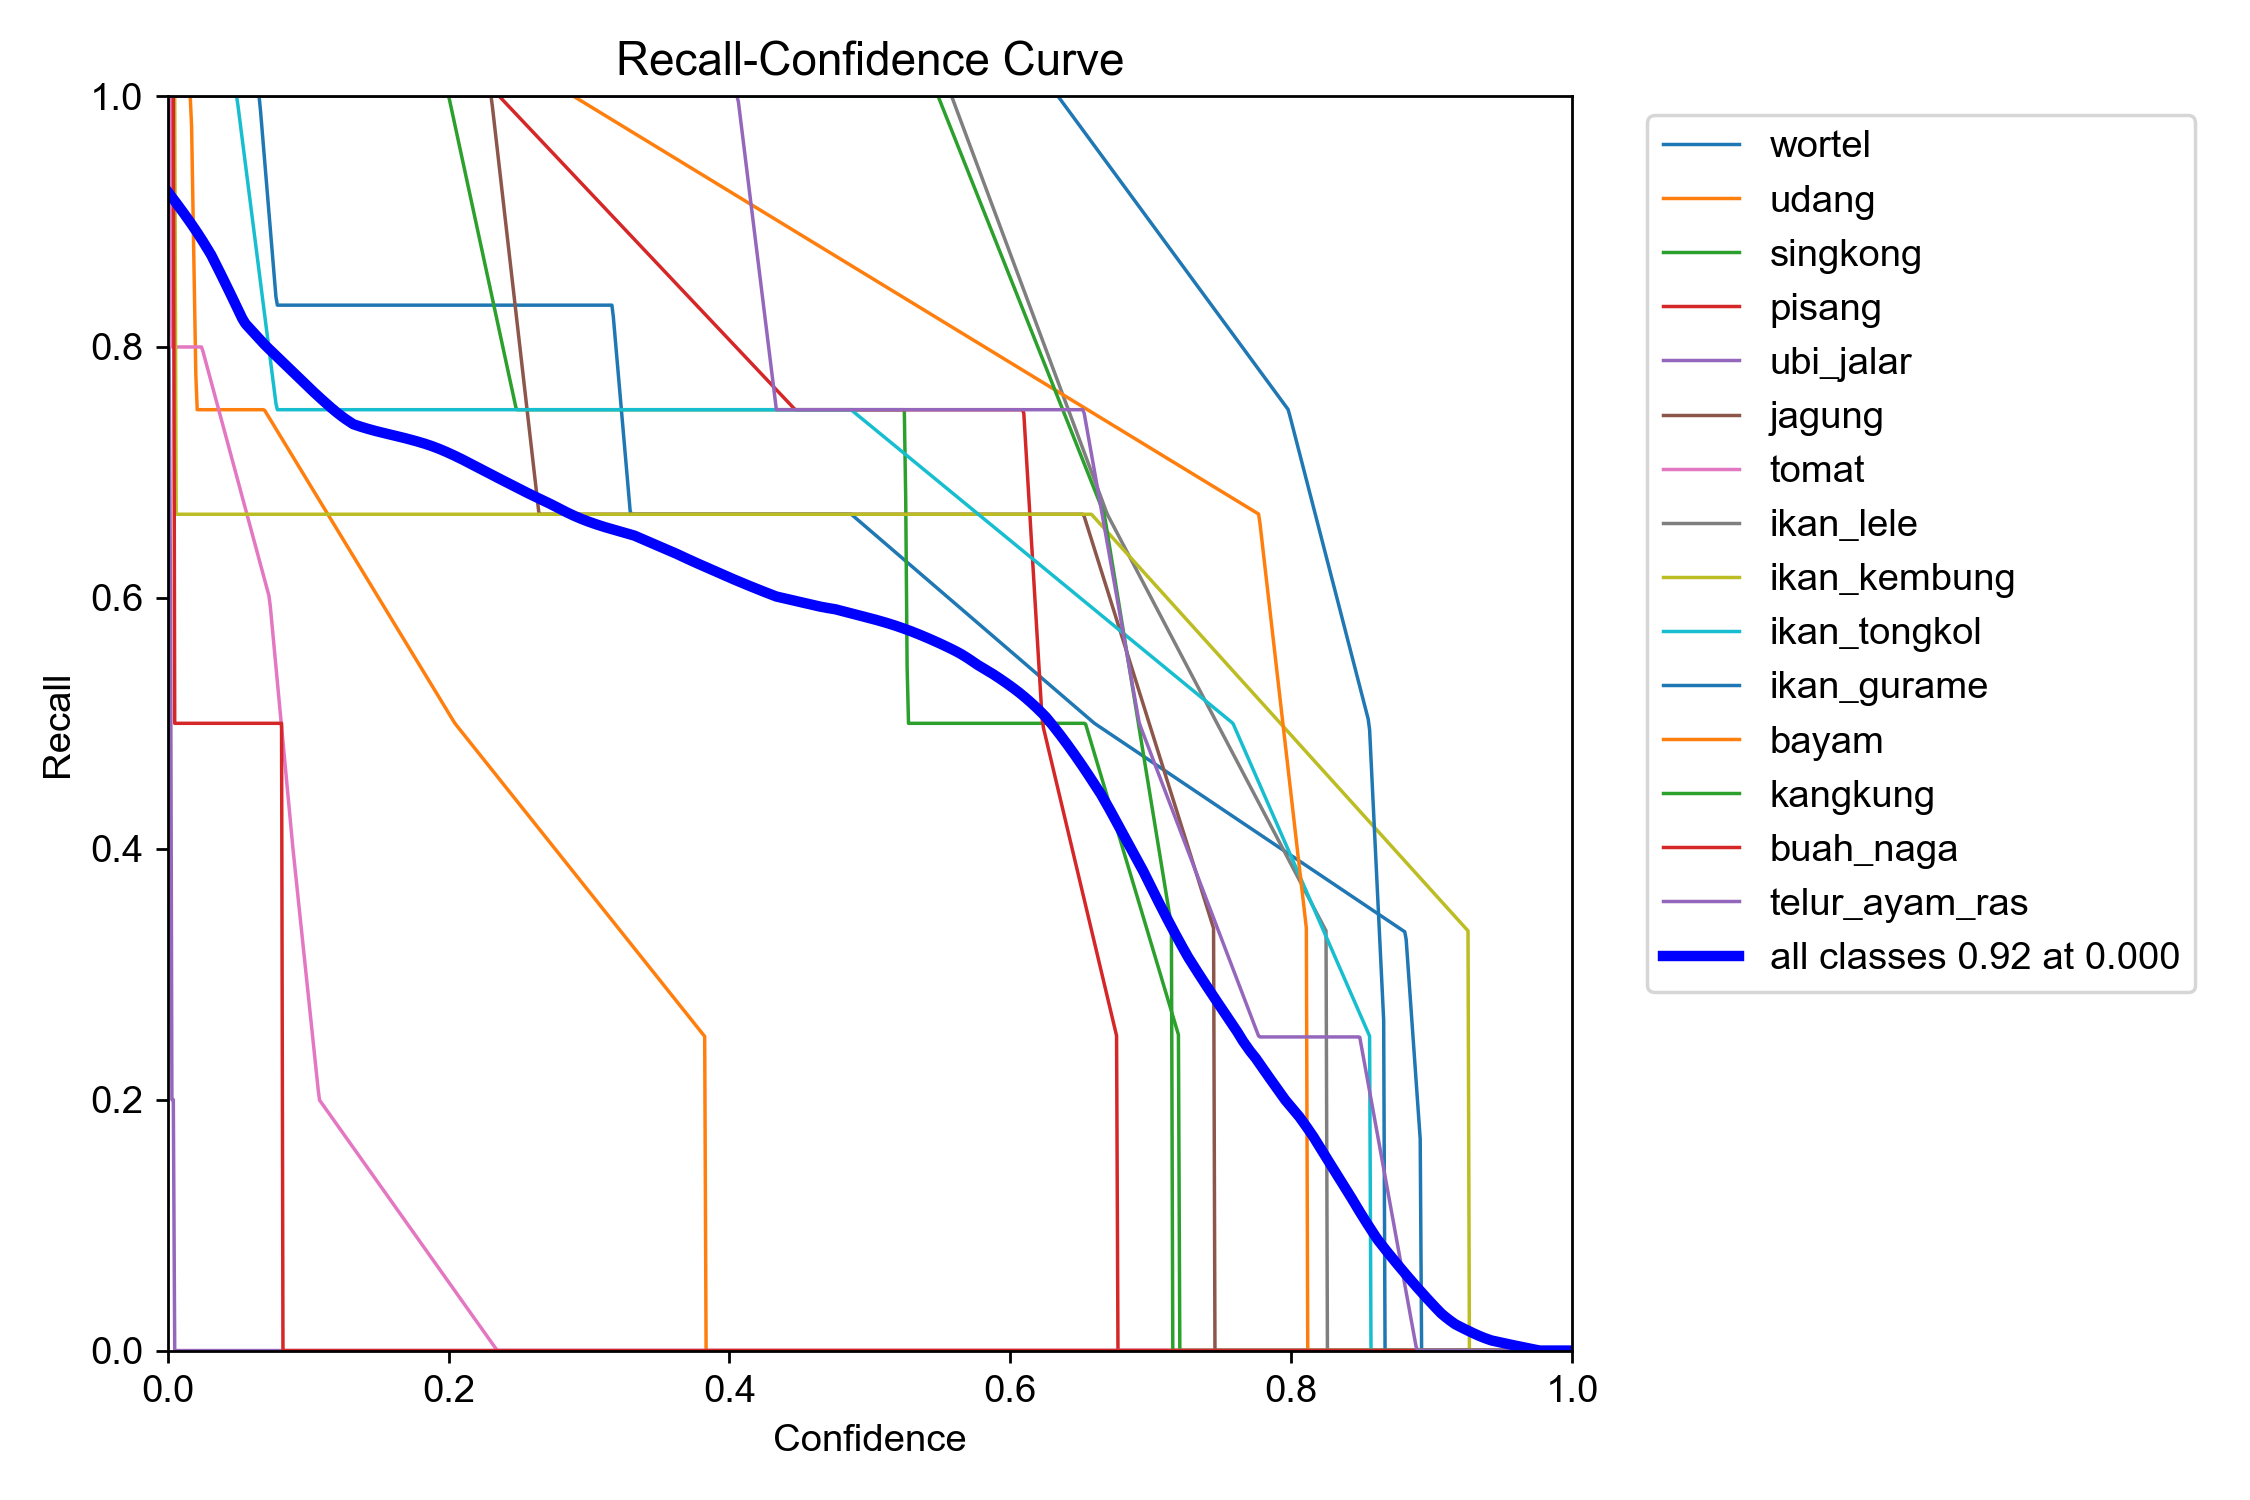 Recall-Confidence Curve
1.0
0.8
0.6
0.4
0.2
0.0
Recall
0.0 0.2 0.4 0.6 0.8 1.0
Confidence
wortel
udang
singkong
pisang
ubi_jalar
jagung
tomat
ikan_lele
ikan_kembung
ikan_tongkol
ikan_gurame
bayam
kangkung
buah_naga
telur_ayam_ras
all classes 0.92 at 0.000